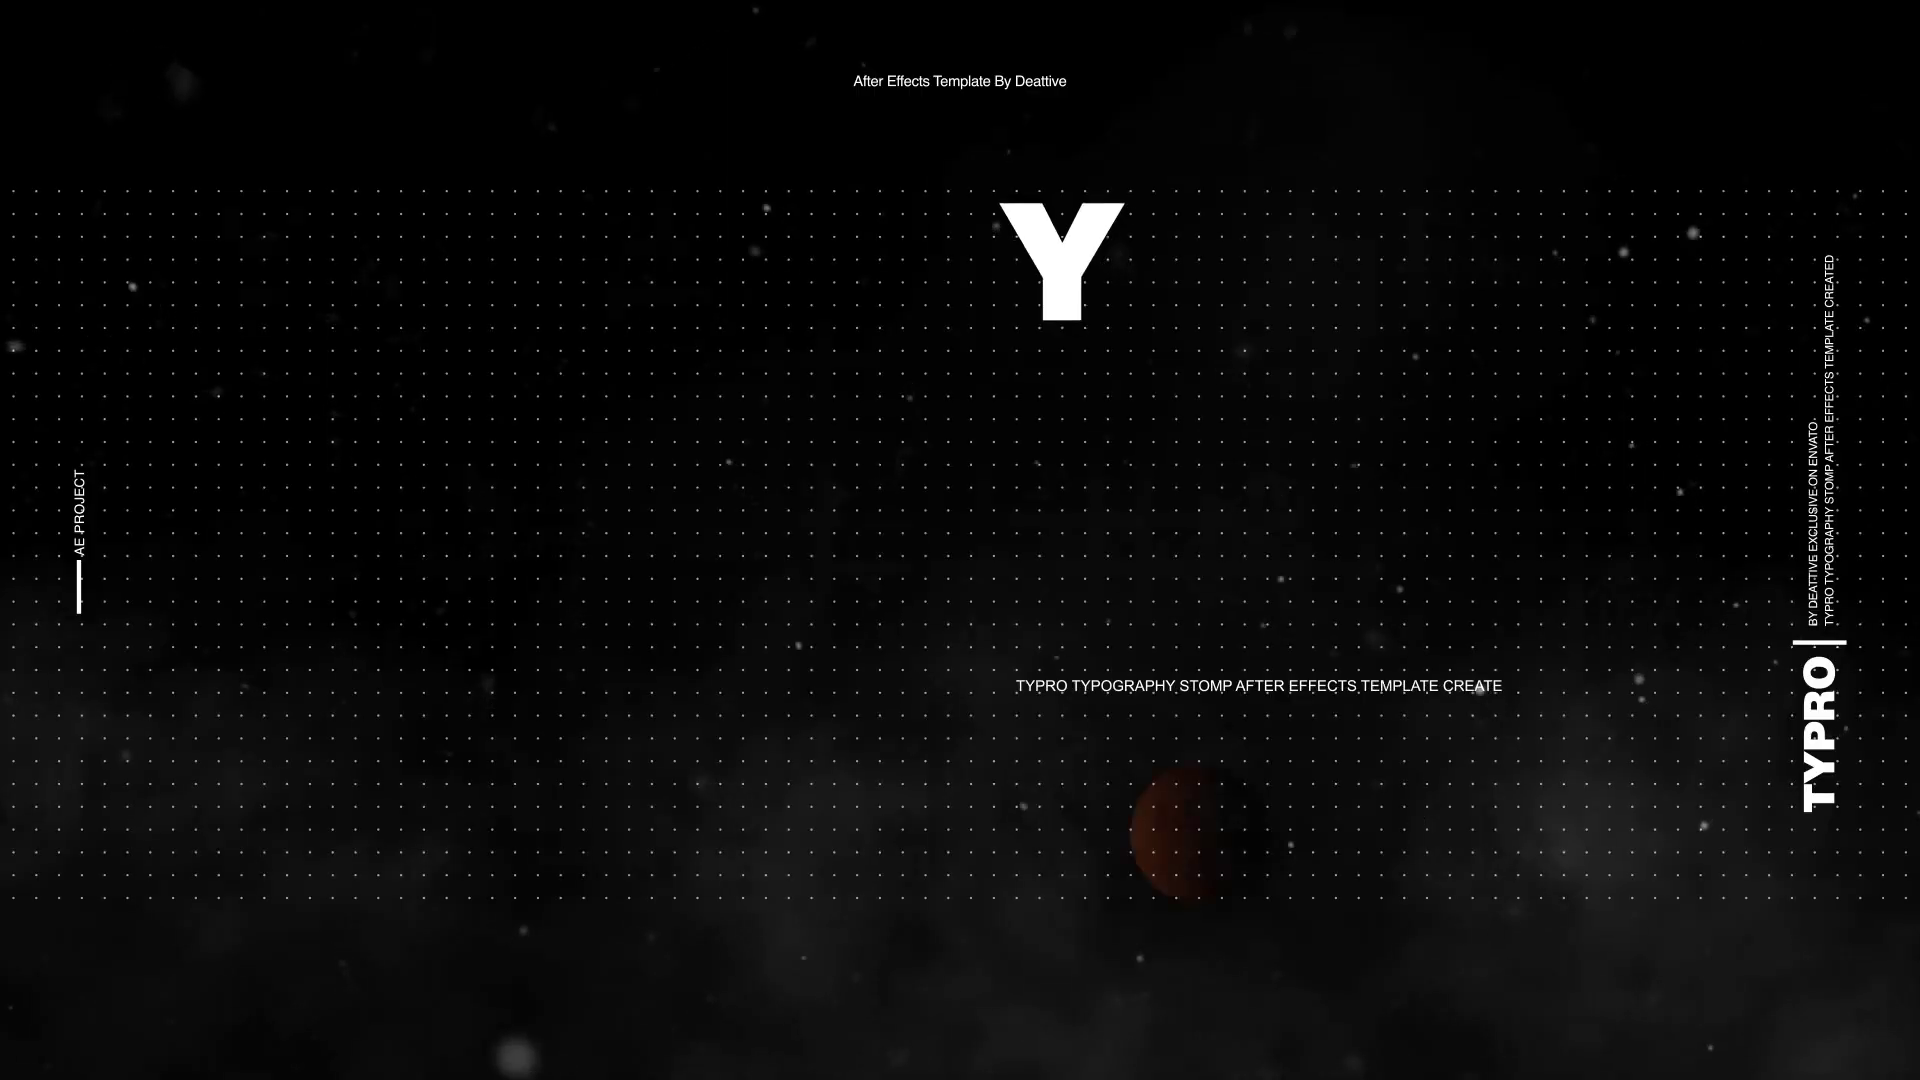 After Effects Template By Deattive
Y
AE PROJECT
BY DEATTIVE EXCLUSIVE ON ENVATO
TYPRO TYPOGRAPHY STOMP AFTER EFFECTS TEMPLATE CREATED
TYPRO TYPOGRAPHY STOMP AFTER EFFECTS TEMPLATE CREATE
TYPRO